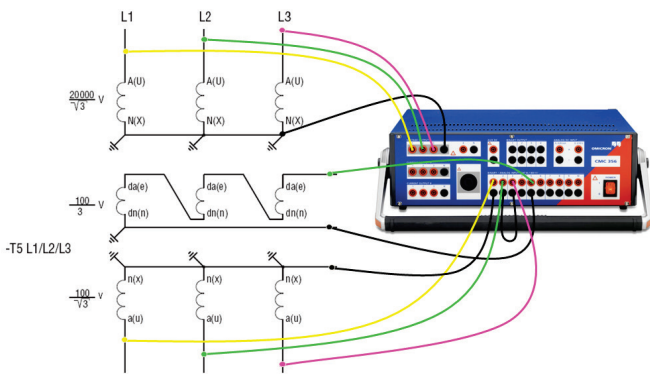 L1 L2 L3
A(U) A(U) A(U)
20000
√3 V
N(X) N(X) N(X)
da(e) da(e) da(e)
100
3 V
dn(n) dn(n) dn(n)
-T5 L1/L2/L3
n(x) n(x) n(x)
100
√3 V
a(u) a(u) a(u)
OMICRON
CMC 356